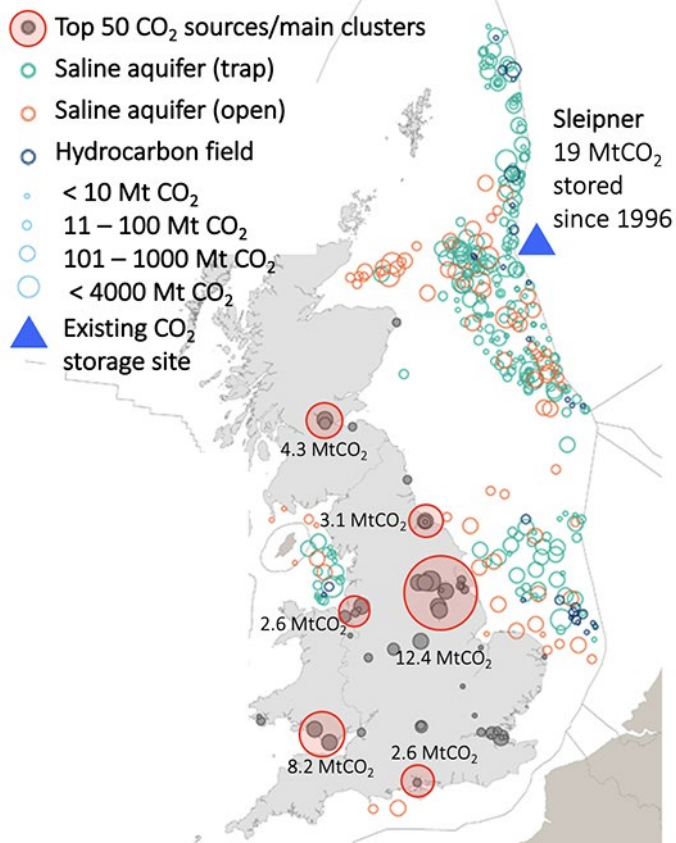 Top 50 CO₂ sources/main clusters
Saline aquifer (trap)
Saline aquifer (open)
Hydrocarbon field
< 10 Mt CO₂
11 – 100 Mt CO₂
101 – 1000 Mt CO₂
< 4000 Mt CO₂
Existing CO₂
storage site
Sleipner
19 MtCO₂
stored
since 1996
4.3 MtCO₂
3.1 MtCO₂
2.6 MtCO₂
12.4 MtCO₂
8.2 MtCO₂
2.6 MtCO₂